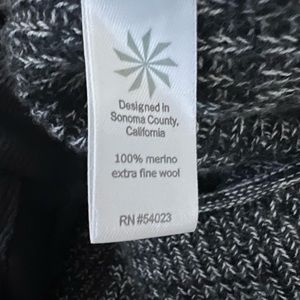 Designed in
Sonoma County,
California
100% merino
extra fine wool
RN #54023